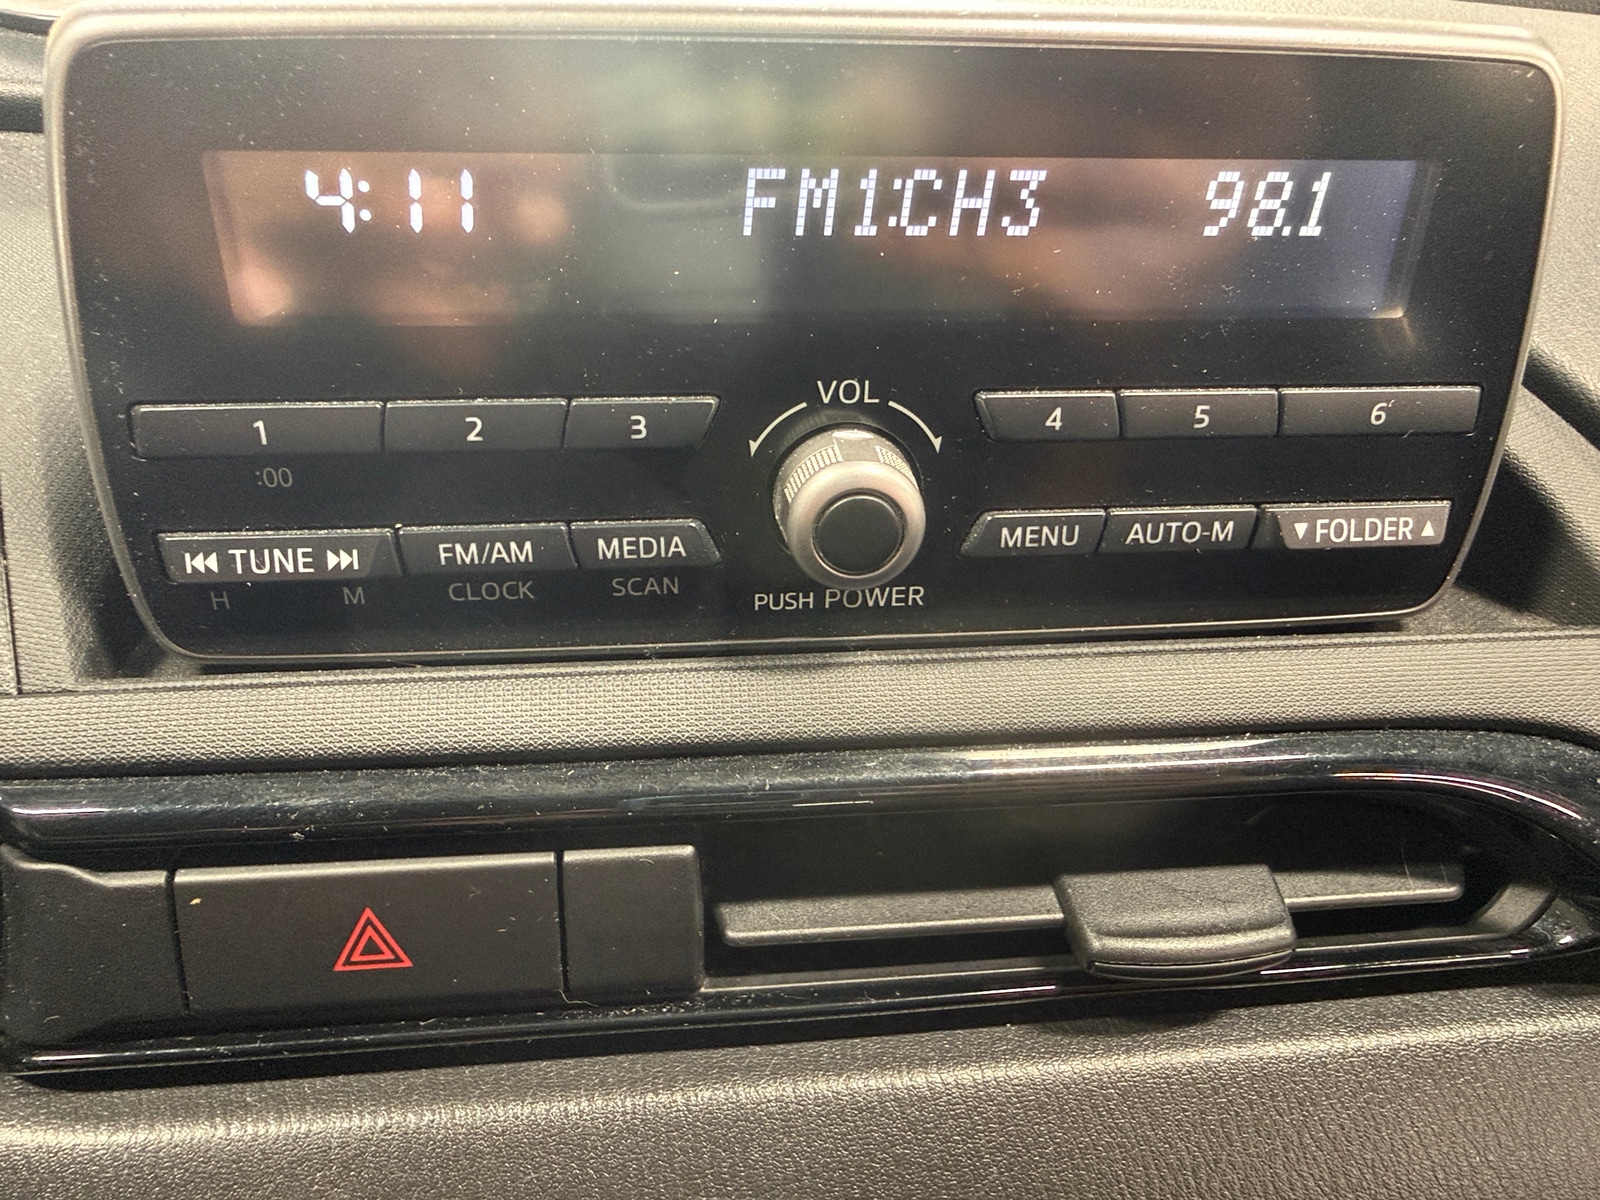 4:11 FM1:CH3 98.1
VOL
1 2 3 4 5 6
:00
TUNE FM/AM MEDIA MENU AUTO-M ▼FOLDER▲
H M CLOCK SCAN
PUSH POWER